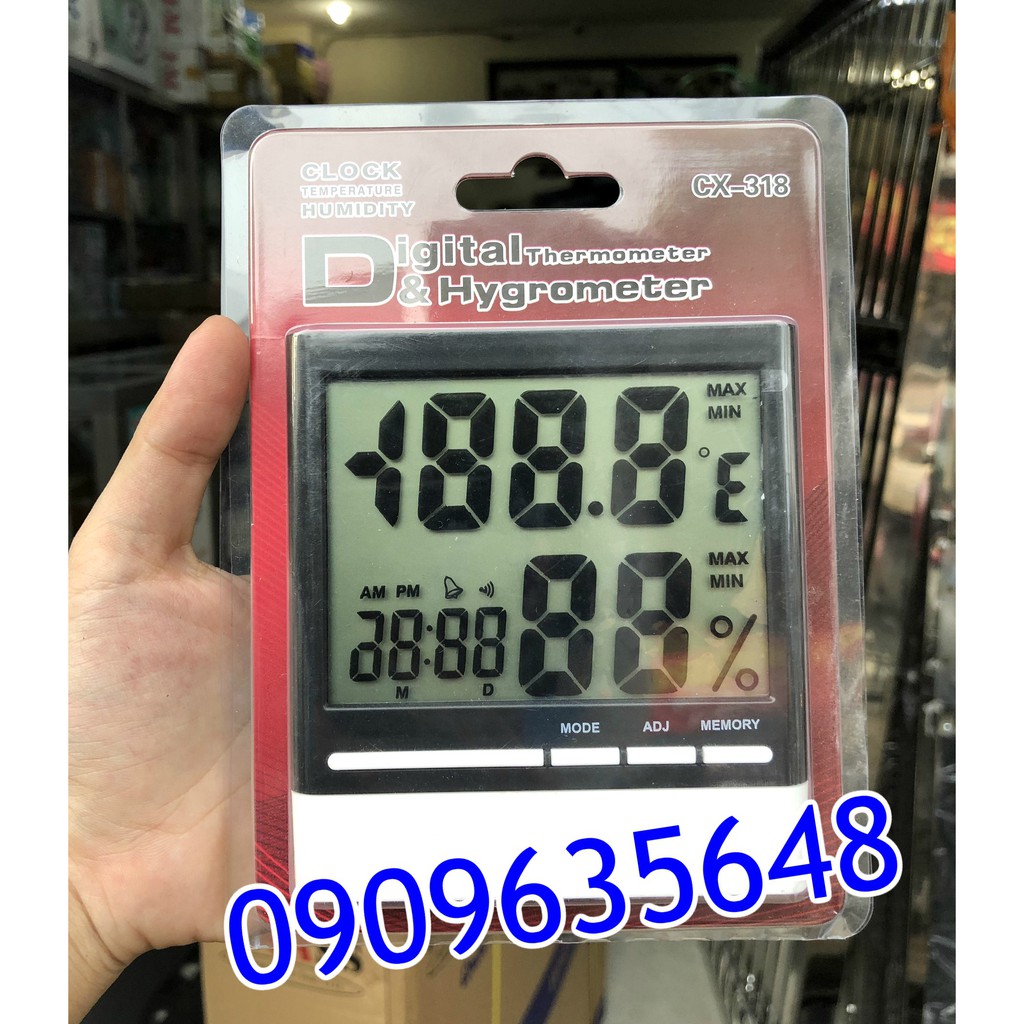 CLOCK
TEMPERATURE
HUMIDITY
CX-318
Digital Thermometer
& Hygrometer
188.8 °E
MAX
MIN
AM PM
28:88
M D
88 %
MAX
MIN
MODE ADJ MEMORY
0909635648